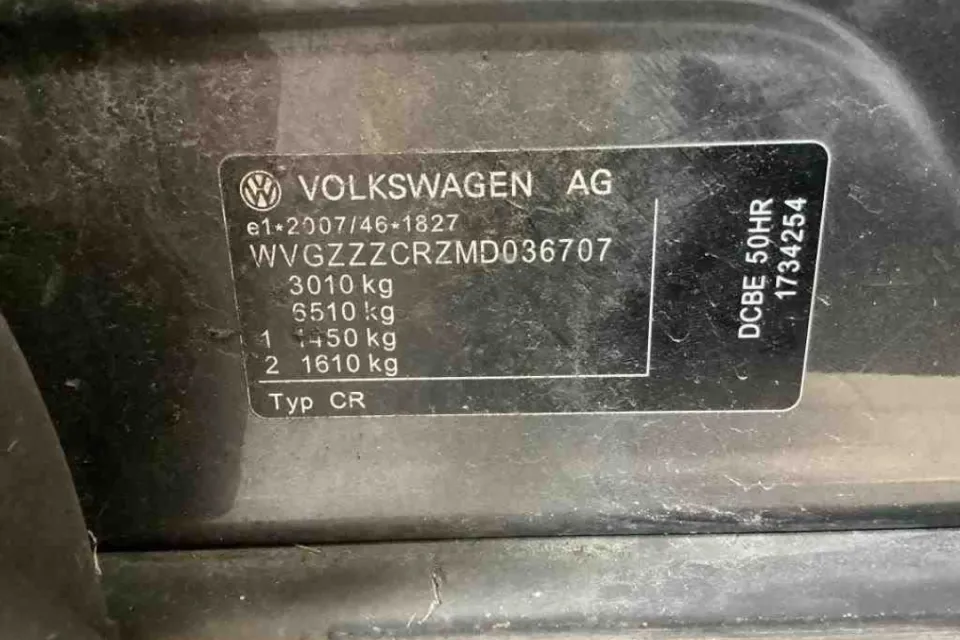 VOLKSWAGEN AG
e1*2007/46*1827
WVGZZZCRZMD036707
3010 kg
6510 kg
1 1450 kg
2 1610 kg
Typ CR
DCBE 50HR
1734254